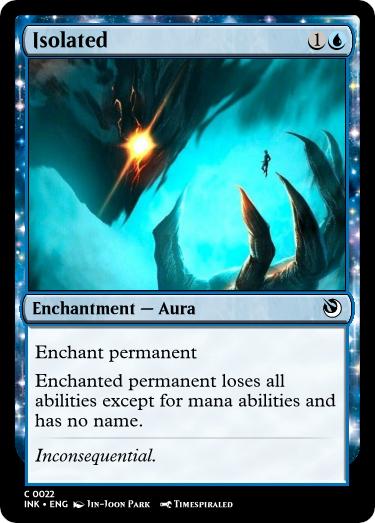 Isolated 1
Enchantment — Aura
Enchant permanent
Enchanted permanent loses all
abilities except for mana abilities and
has no name.
Inconsequential.
C 0022
INK • ENG Jin-Joon Park Timespiraled